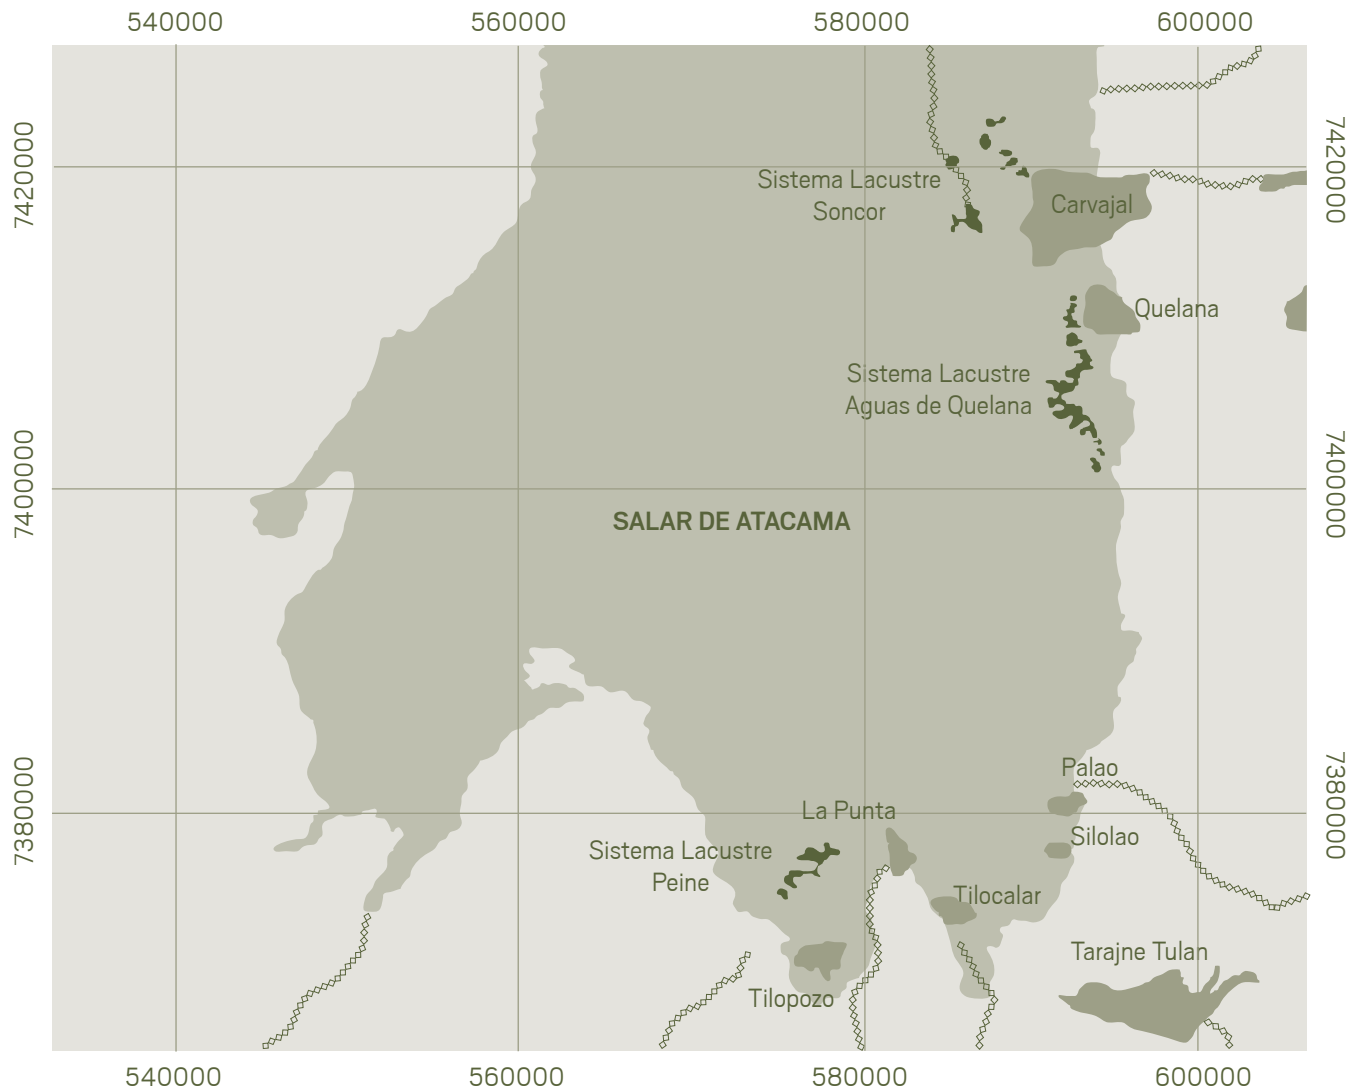 540000
560000
580000
600000
7420000
7420000
Sistema Lacustre
Soncor
Carvajal
Quelana
Sistema Lacustre
Aguas de Quelana
7400000
7400000
SALAR DE ATACAMA
Palao
7380000
7380000
La Punta
Silolao
Sistema Lacustre
Peine
Tilocalar
Tarajne Tulan
Tilopozo
540000
560000
580000
600000